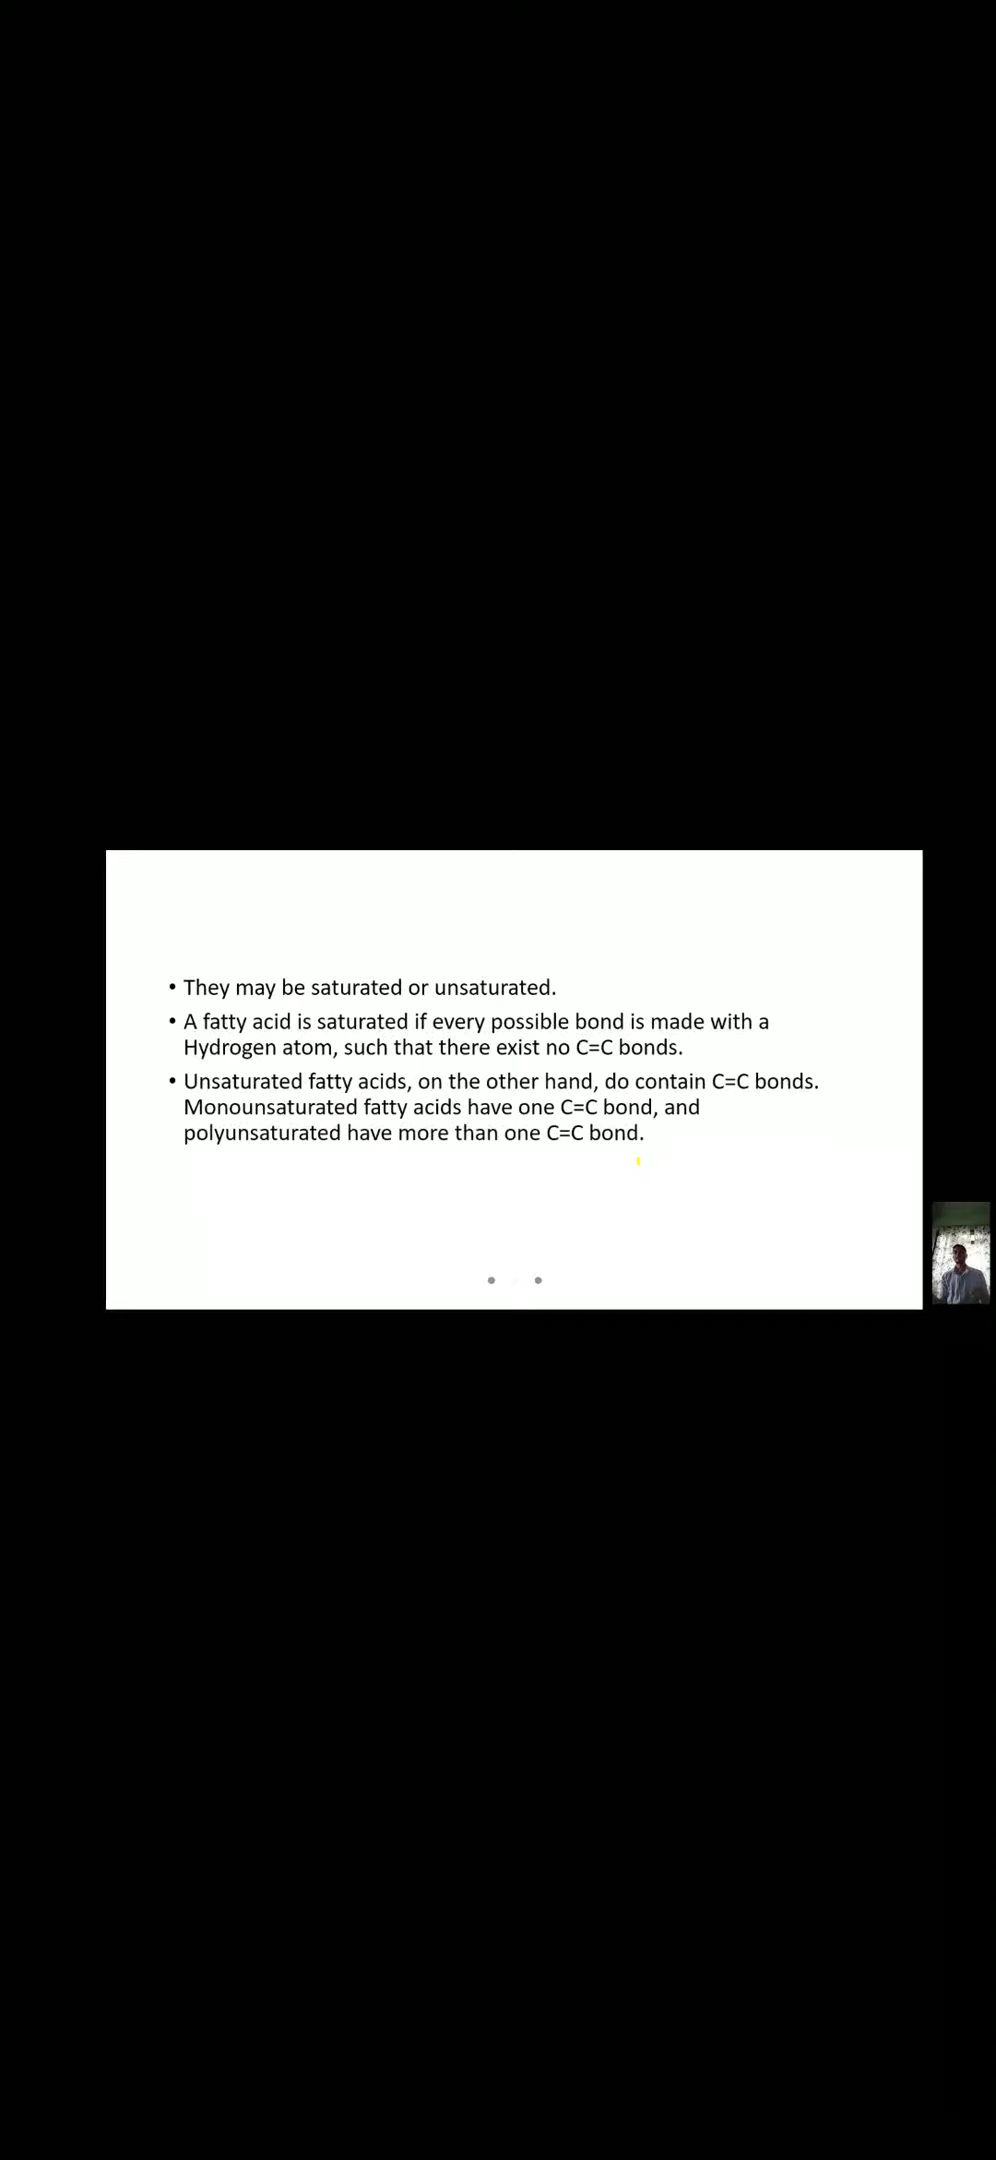 • They may be saturated or unsaturated.
• A fatty acid is saturated if every possible bond is made with a
Hydrogen atom, such that there exist no C=C bonds.
• Unsaturated fatty acids, on the other hand, do contain C=C bonds.
Monounsaturated fatty acids have one C=C bond, and
polyunsaturated have more than one C=C bond.